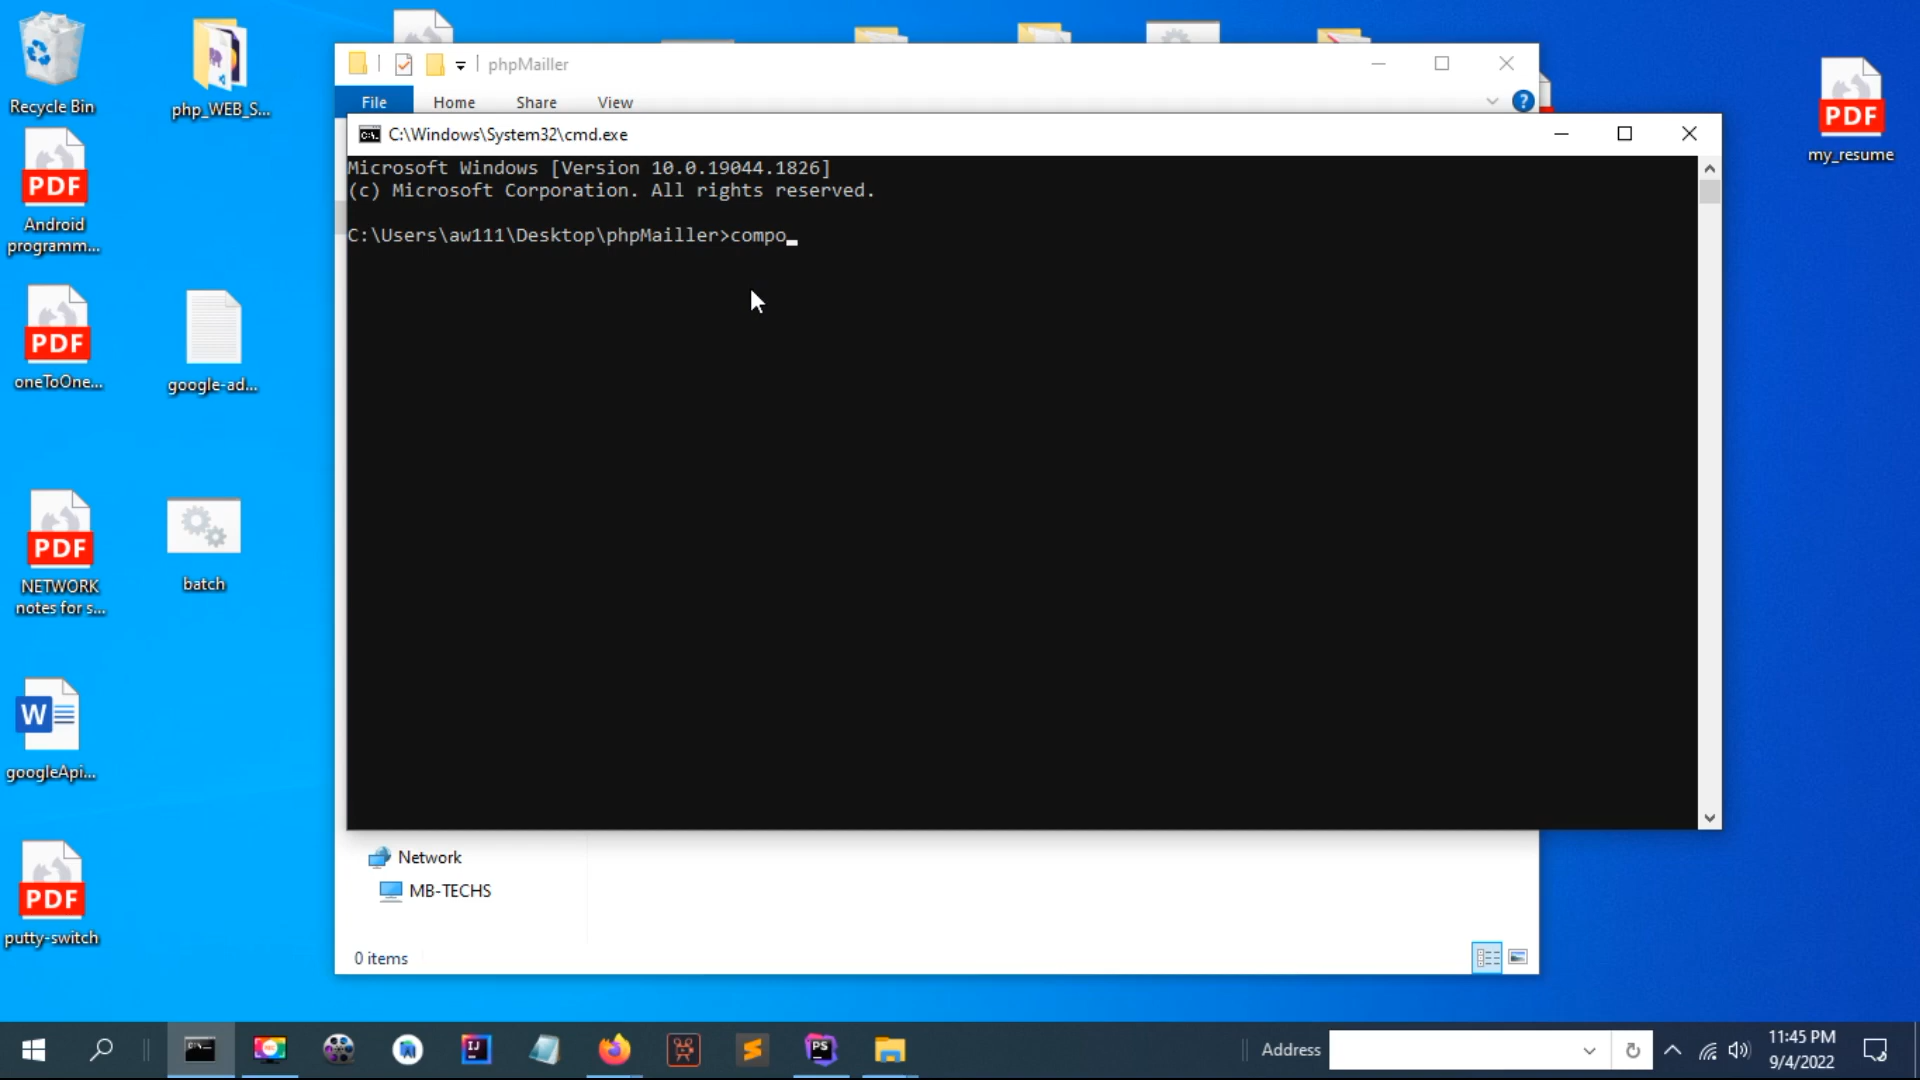 Recycle Bin
php_WEB_S...
PDF
Android
programm...
PDF
oneToOne...
google-ad...
PDF
NETWORK
notes for s...
batch
W
googleApi...
PDF
putty-switch
PDF
my_resume
phpMailler
File
Home
Share
View
?
C:\Windows\System32\cmd.exe
Microsoft Windows [Version 10.0.19044.1826]
(c) Microsoft Corporation. All rights reserved.
C:\Users\aw111\Desktop\phpMailler>compo_
Network
MB-TECHS
0 items
IJ
PS
Address
11:45 PM
9/4/2022